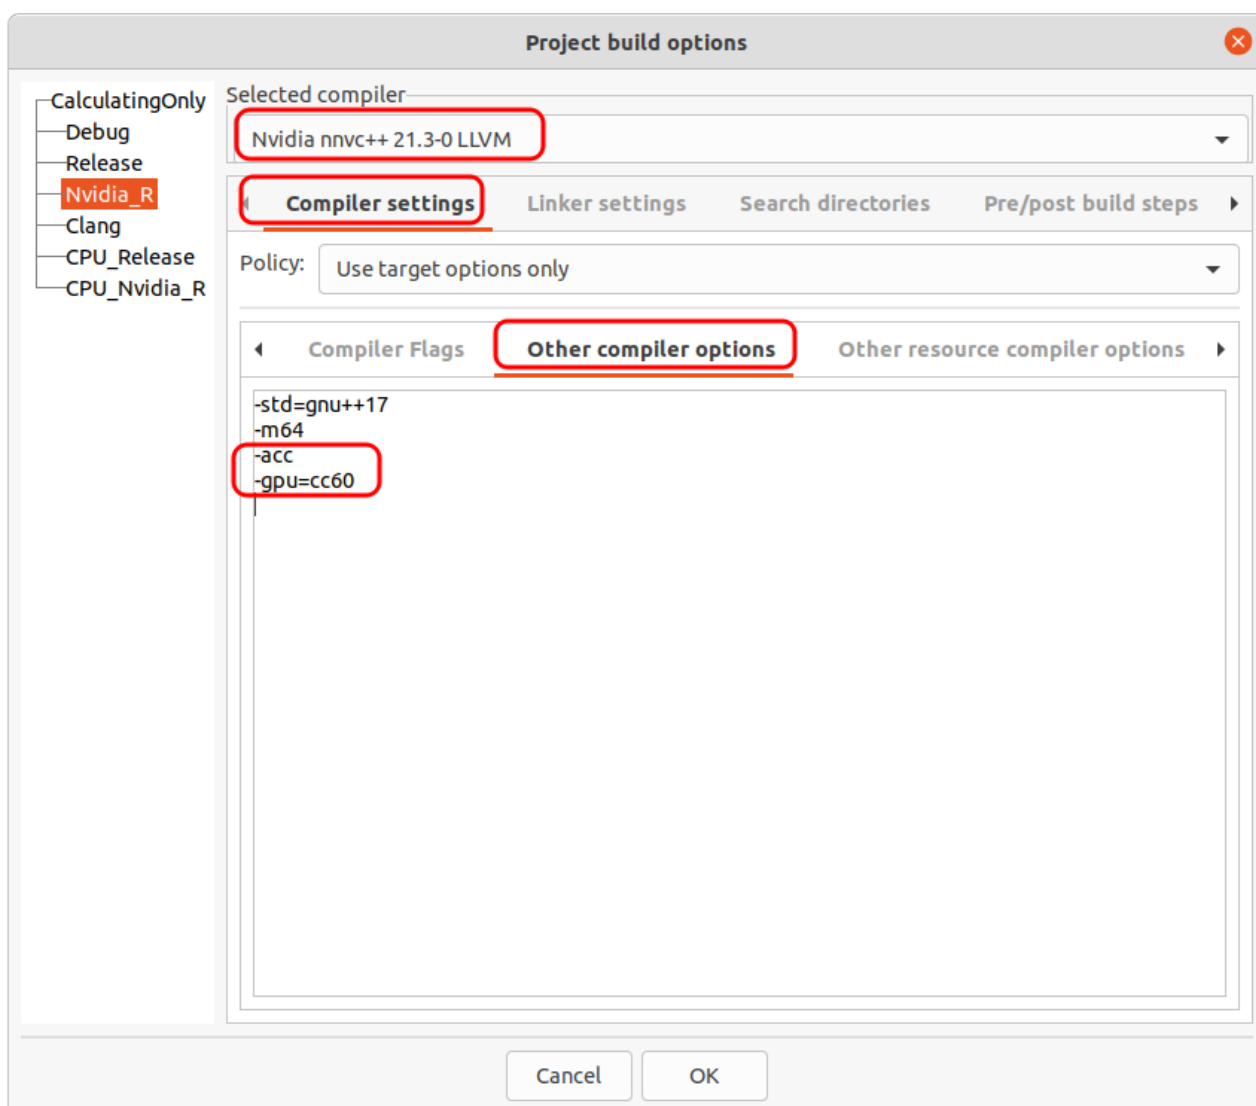 Project build options
CalculatingOnly
Debug
Release
Nvidia_R
Clang
CPU_Release
CPU_Nvidia_R
Selected compiler
Nvidia nnvc++ 21.3-0 LLVM
Compiler settings
Linker settings
Search directories
Pre/post build steps
Policy:
Use target options only
Compiler Flags
Other compiler options
Other resource compiler options
-std=gnu++17
-m64
-acc
-gpu=cc60
Cancel
OK